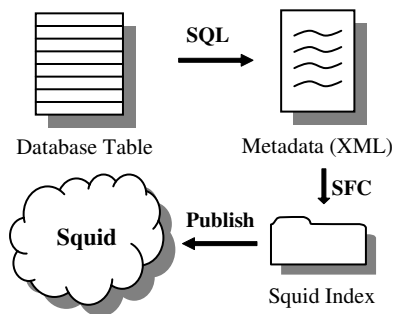 SQL
Database Table
Metadata (XML)
SFC
Squid
Publish
Squid Index